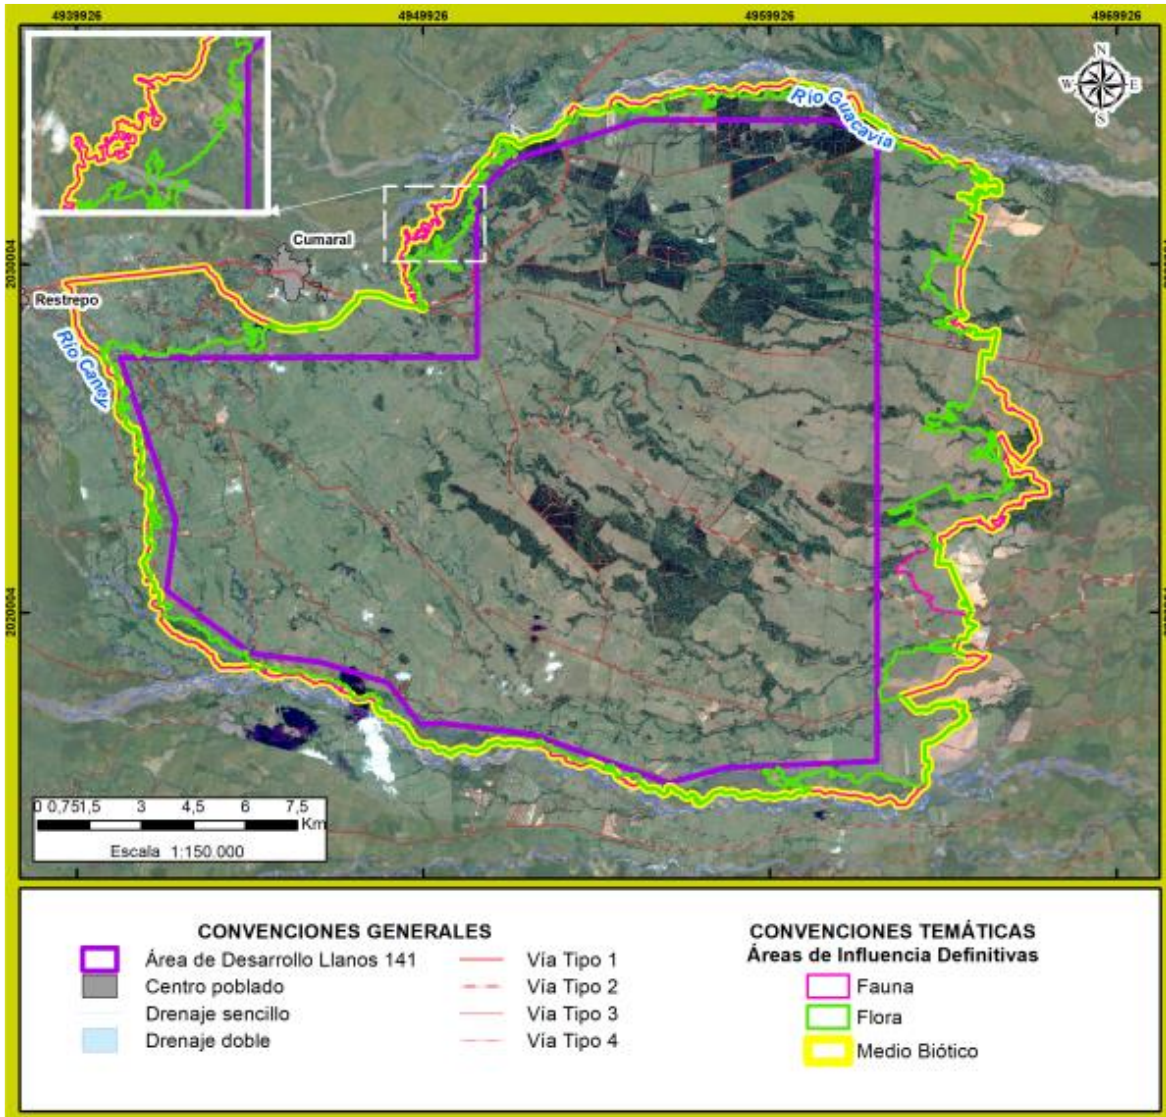 4939926 4949926 4959926 4969926
N
W E
S
Río Guacavía
Cumaral
2030004
Restrepo
Río Caney
2020004
0 0,751,5 3 4,5 6 7,5
Km
Escala 1:150.000
CONVENCIONES GENERALES
Área de Desarrollo Llanos 141
Centro poblado
Drenaje sencillo
Drenaje doble
Vía Tipo 1
Vía Tipo 2
Vía Tipo 3
Vía Tipo 4
CONVENCIONES TEMÁTICAS
Áreas de Influencia Definitivas
Fauna
Flora
Medio Biótico